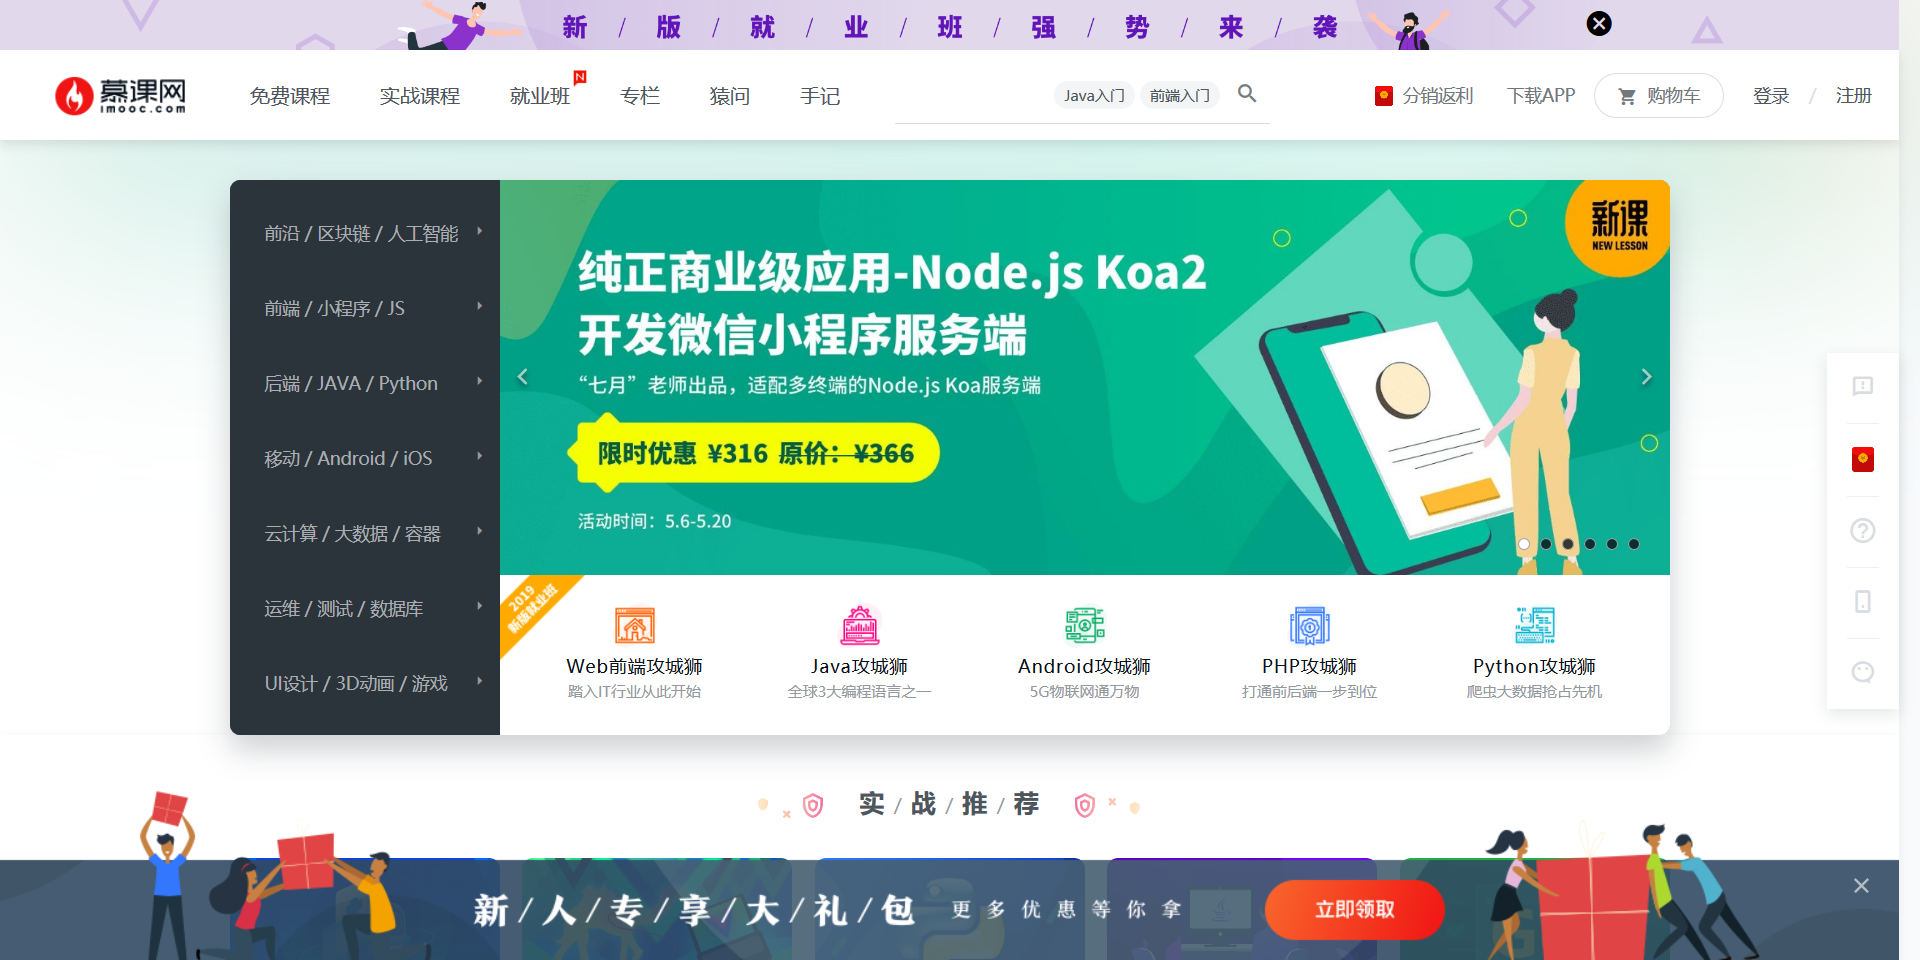 新 / 版 / 就 / 业 / 班 / 强 / 势 / 来 / 袭
慕课网
imooc.com
免费课程
实战课程
就业班
N
专栏
猿问
手记
Java入门
前端入门
分销返利
下载APP
购物车
登录 / 注册
前沿 / 区块链 / 人工智能
前端 / 小程序 / JS
后端 / JAVA / Python
移动 / Android / iOS
云计算 / 大数据 / 容器
运维 / 测试 / 数据库
UI设计 / 3D动画 / 游戏
新课
NEW LESSON
纯正商业级应用-Node.js Koa2
开发微信小程序服务端
“七月”老师出品，适配多终端的Node.js Koa服务端
限时优惠 ¥316 原价：¥366
活动时间：5.6-5.20
2019
新版就业班
Web前端攻城狮
踏入IT行业从此开始
Java攻城狮
全球3大编程语言之一
Android攻城狮
5G物联网通万物
PHP攻城狮
打通前后端一步到位
Python攻城狮
爬虫大数据抢占先机
实 / 战 / 推 / 荐
新 / 人 / 专 / 享 / 大 / 礼 / 包
更多优惠等你拿
立即领取